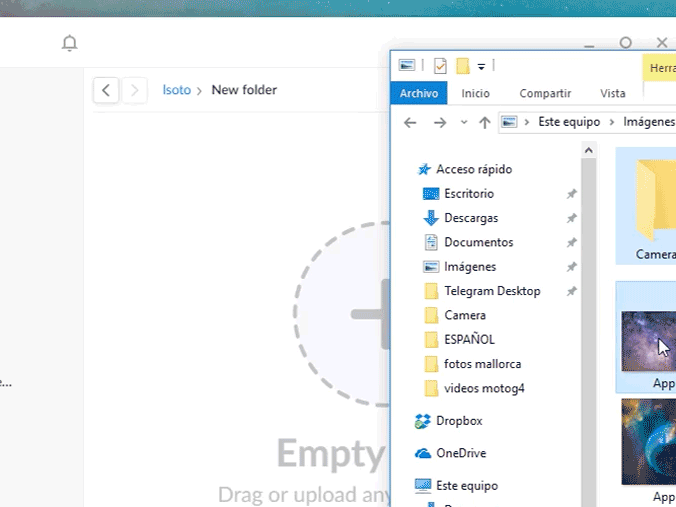 Herra
Archivo Inicio Compartir Vista
lsoto > New folder
Este equipo > Imágenes
Acceso rápido
Escritorio
Descargas
Documentos
Imágenes
Telegram Desktop
Camera
ESPAÑOL
fotos mallorca
videos motog4
Dropbox
OneDrive
Este equipo
Camera
App
App
e...
Empty
Drag or upload any